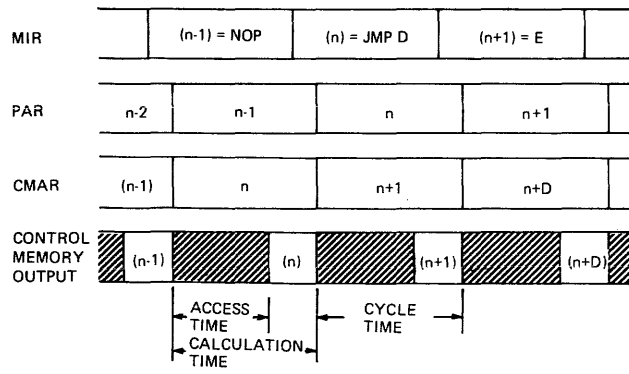 MIR (n-1) = NOP (n) = JMP D (n+1) = E
PAR n-2 n-1 n n+1
CMAR (n-1) n n+1 n+D
CONTROL
MEMORY
OUTPUT
(n-1) (n) (n+1) (n+D)
ACCESS
TIME
CYCLE
TIME
CALCULATION
TIME